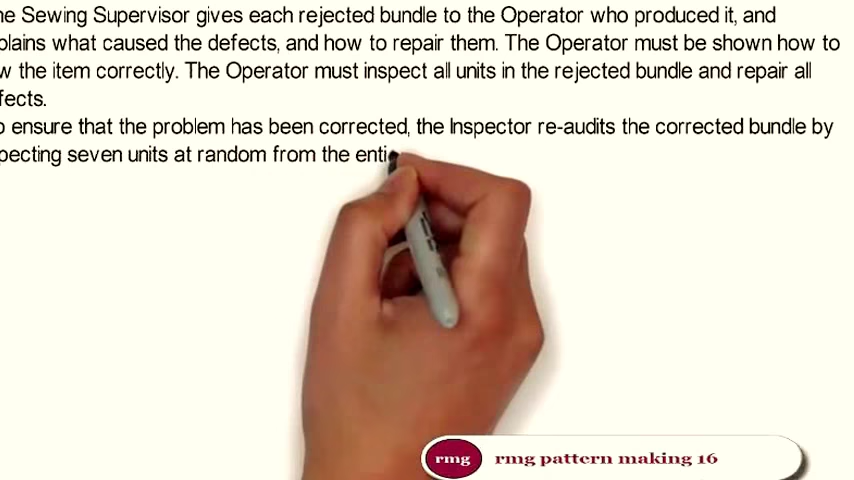 ne Sewing Supervisor gives each rejected bundle to the Operator who produced it, and
plains what caused the defects, and how to repair them. The Operator must be shown how to
w the item correctly. The Operator must inspect all units in the rejected bundle and repair all
fects.
o ensure that the problem has been corrected, the Inspector re-audits the corrected bundle by
pecting seven units at random from the enti
rmg rmg pattern making 16